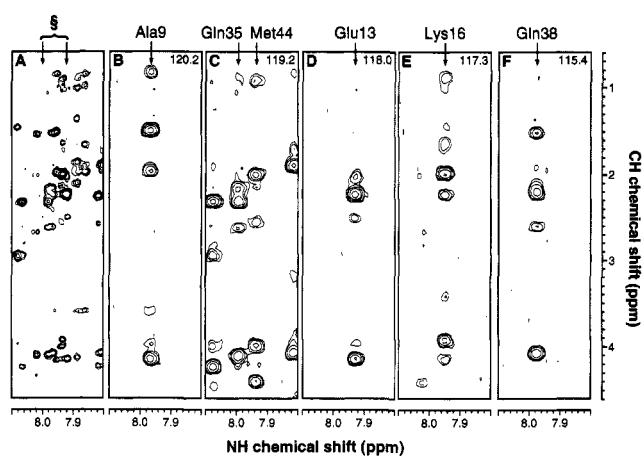 §
Ala9 Gln35 Met44 Glu13 Lys16 Gln38
A B 120.2 C 119.2 D 118.0 E 117.3 F 115.4
1
2
3
4
CH chemical shift (ppm)
8.0 7.9 8.0 7.9 8.0 7.9 8.0 7.9 8.0 7.9 8.0 7.9
NH chemical shift (ppm)